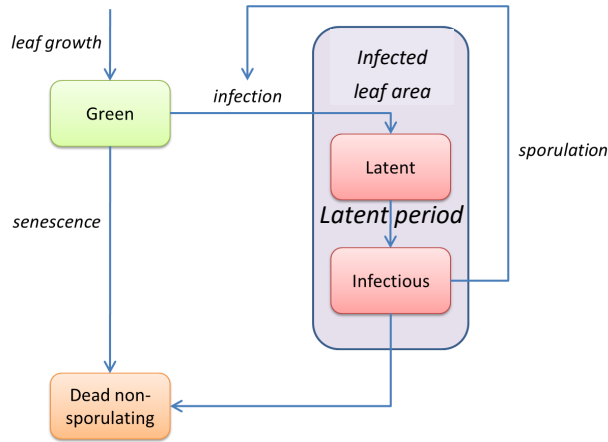 leaf growth
Green
infection
Infected
leaf area
Latent
sporulation
Latent period
senescence
Infectious
Dead non-
sporulating